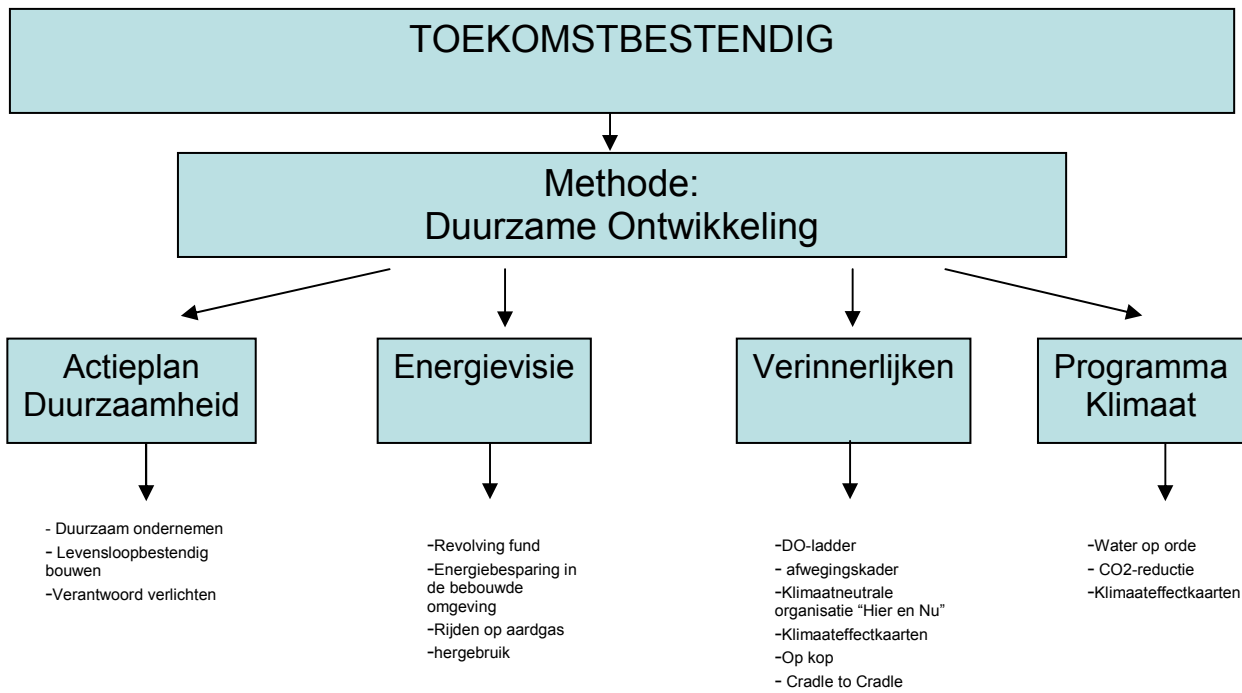 TOEKOMSTBESTENDIG
Methode:
Duurzame Ontwikkeling
Actieplan
Duurzaamheid
Energievisie
Verinnerlijken
Programma
Klimaat
- Duurzaam ondernemen
- Levensloopbestendig
bouwen
-Verantwoord verlichten
-Revolving fund
-Energiebesparing in
de bebouwde
omgeving
-Rijden op aardgas
-hergebruik
-DO-ladder
- afwegingskader
-Klimaatneutrale
organisatie “Hier en Nu”
-Klimaateffectkaarten
-Op kop
- Cradle to Cradle
-Water op orde
- CO2-reductie
-Klimaateffectkaarten